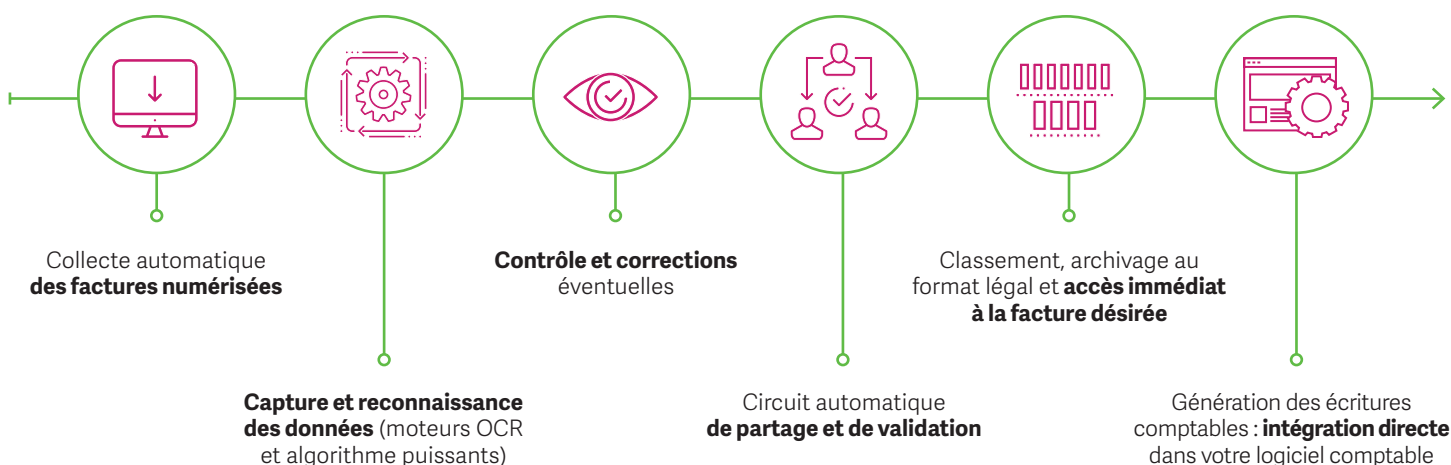 Collecte automatique
des factures numérisées
Capture et reconnaissance
des données (moteurs OCR
et algorithme puissants)
Contrôle et corrections
éventuelles
Circuit automatique
de partage et de validation
Classement, archivage au
format légal et accès immédiat
à la facture désirée
Génération des écritures
comptables : intégration directe
dans votre logiciel comptable